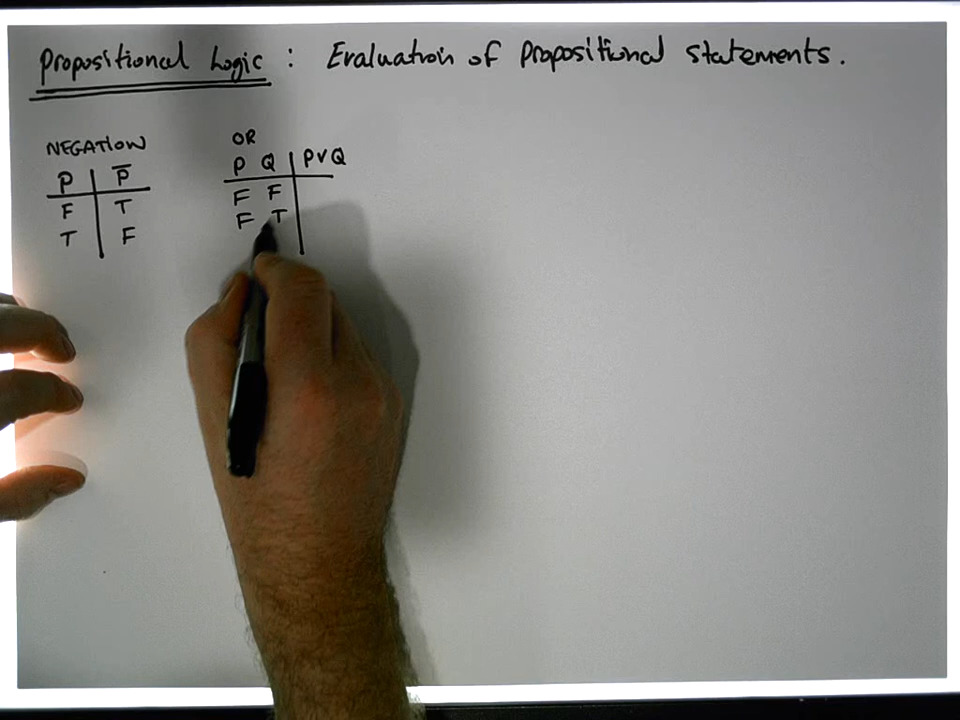 Propositional Logic : Evaluation of Propositional Statements.
NEGATION
P | P̅
F | T
T | F
OR
P Q | P∨Q
F F |
F T |